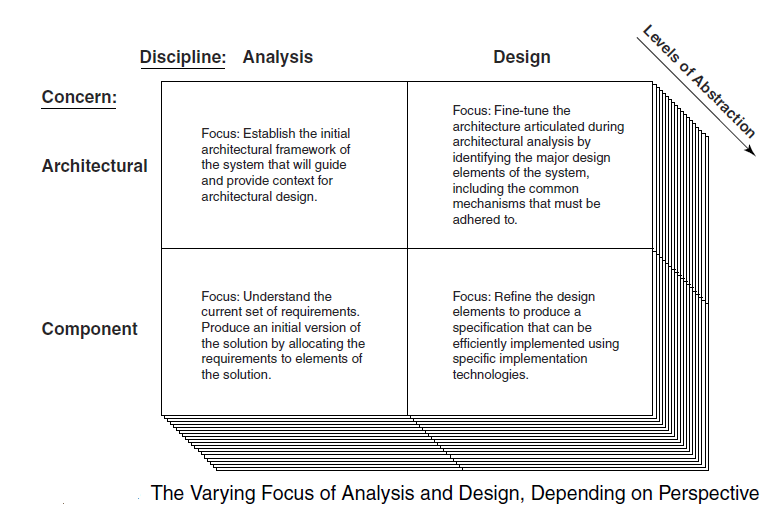 Discipline: Analysis Design
Levels of Abstraction
Concern:
Architectural
Focus: Establish the initial
architectural framework of
the system that will guide
and provide context for
architectural design.
Focus: Fine-tune the
architecture articulated during
architectural analysis by
identifying the major design
elements of the system,
including the common
mechanisms that must be
adhered to.
Component
Focus: Understand the
current set of requirements.
Produce an initial version of
the solution by allocating the
requirements to elements of
the solution.
Focus: Refine the design
elements to produce a
specification that can be
efficiently implemented using
specific implementation
technologies.
The Varying Focus of Analysis and Design, Depending on Perspective